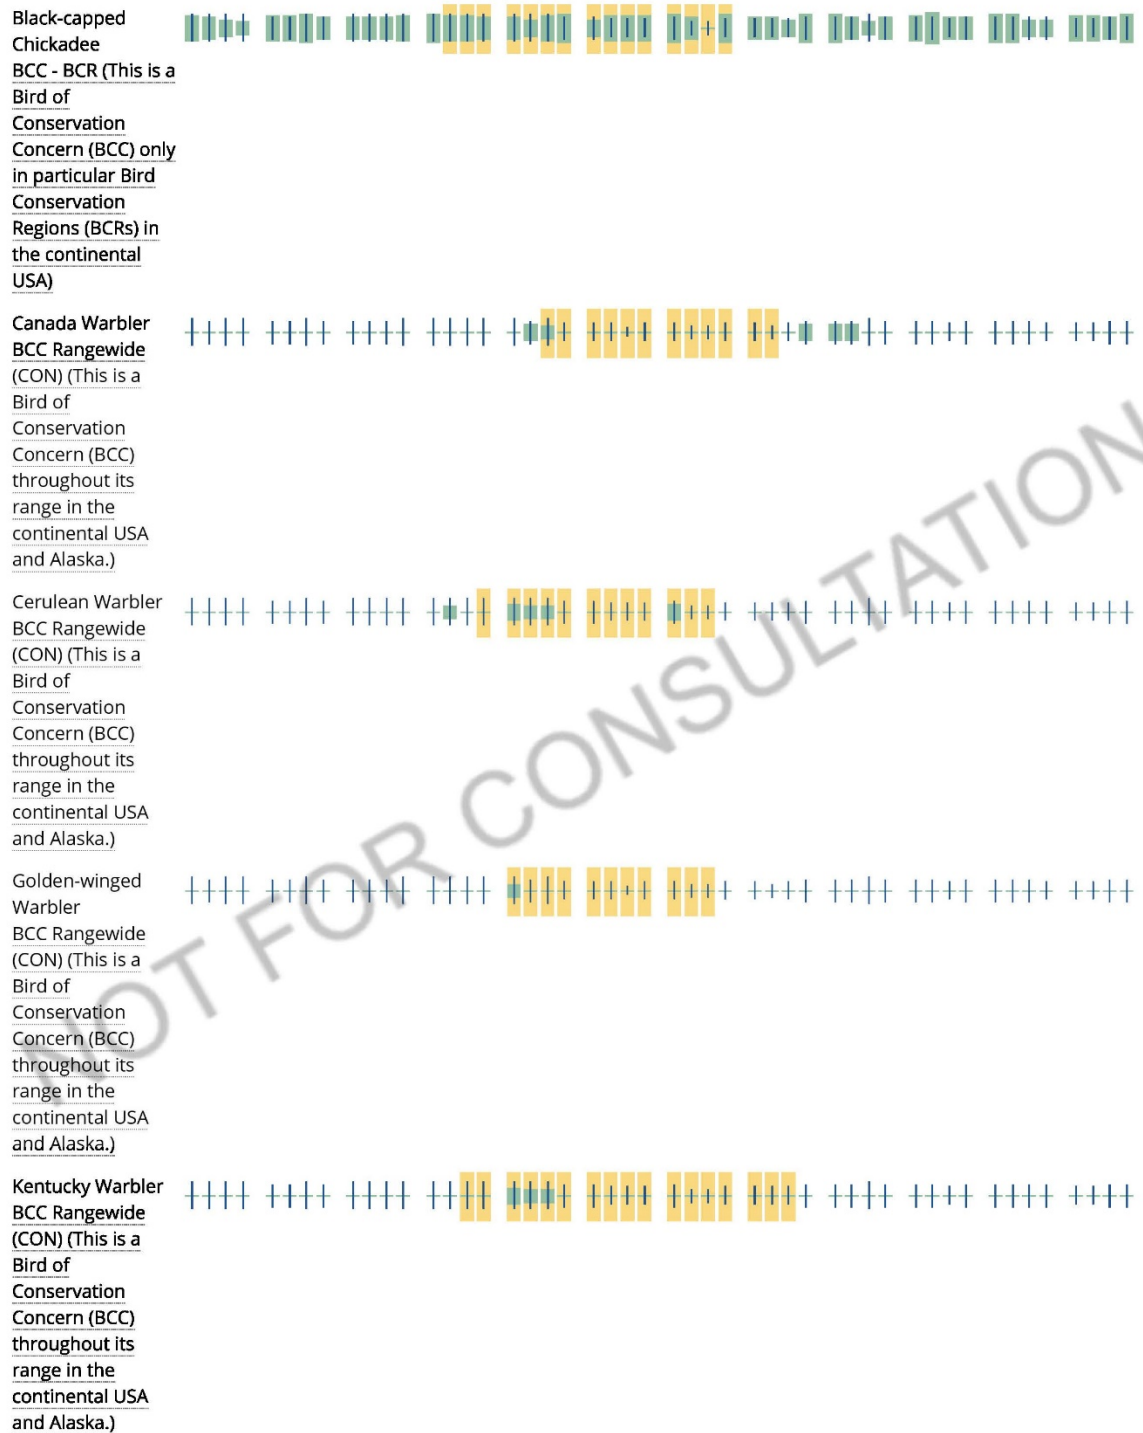 Black-capped
Chickadee
BCC - BCR (This is a
Bird of
Conservation
Concern (BCC) only
in particular Bird
Conservation
Regions (BCRs) in
the continental
USA)
Canada Warbler
BCC Rangewide
(CON) (This is a
Bird of
Conservation
Concern (BCC)
throughout its
range in the
continental USA
and Alaska.)
Cerulean Warbler
BCC Rangewide
(CON) (This is a
Bird of
Conservation
Concern (BCC)
throughout its
range in the
continental USA
and Alaska.)
Golden-winged
Warbler
BCC Rangewide
(CON) (This is a
Bird of
Conservation
Concern (BCC)
throughout its
range in the
continental USA
and Alaska.)
Kentucky Warbler
BCC Rangewide
(CON) (This is a
Bird of
Conservation
Concern (BCC)
throughout its
range in the
continental USA
and Alaska.)
NOT FOR CONSULTATION